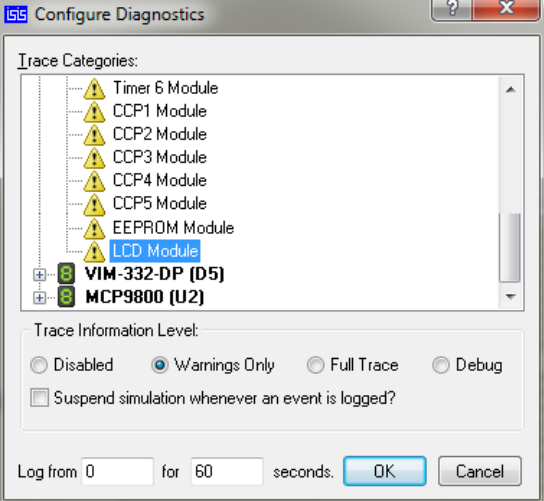 isis Configure Diagnostics
Trace Categories:
Timer 6 Module
CCP1 Module
CCP2 Module
CCP3 Module
CCP4 Module
CCP5 Module
EEPROM Module
LCD Module
VIM-332-DP (D5)
MCP9800 (U2)
Trace Information Level:
Disabled Warnings Only Full Trace Debug
Suspend simulation whenever an event is logged?
Log from 0 for 60 seconds. OK Cancel